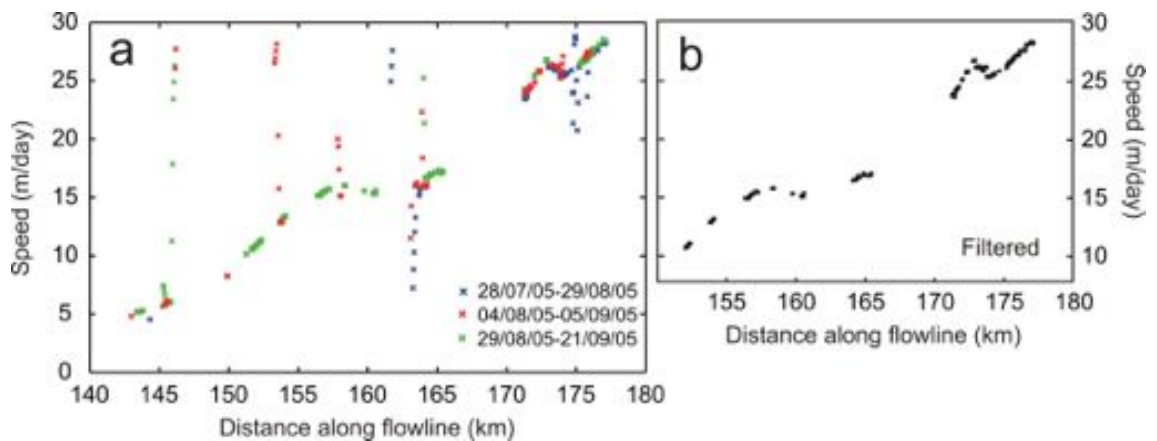 a
30
25
20
15
10
5
0
Speed (m/day)
140 145 150 155 160 165 170 175 180
Distance along flowline (km)
28/07/05-29/08/05
04/08/05-05/09/05
29/08/05-21/09/05
b
30
25
20
15
10
Speed (m/day)
Filtered
155 160 165 170 175 180
Distance along flowline (km)